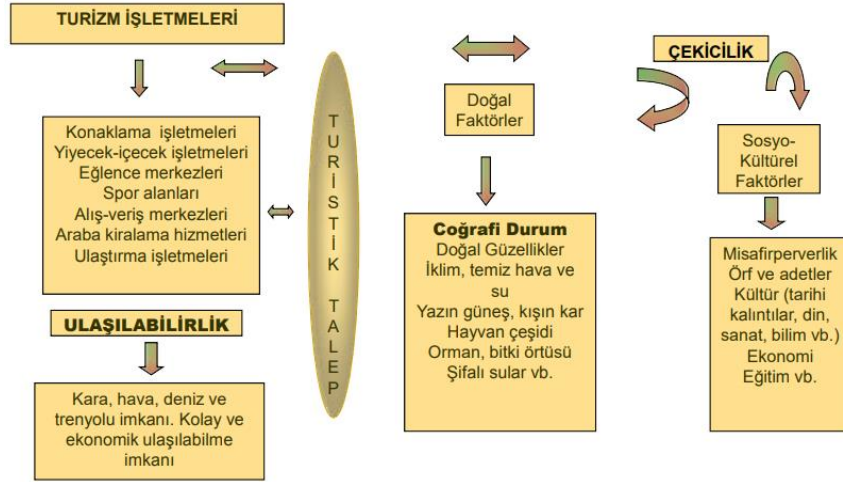 TURİZM İŞLETMELERİ
Konaklama işletmeleri
Yiyecek-içecek işletmeleri
Eğlence merkezleri
Spor alanları
Alış-veriş merkezleri
Araba kiralama hizmetleri
Ulaştırma işletmeleri
ULAŞILABİLİRLİK
Kara, hava, deniz ve
trenyolu imkanı. Kolay ve
ekonomik ulaşılabilme
imkanı
TURİSTİK TALEP
Doğal
Faktörler
Coğrafi Durum
Doğal Güzellikler
İklim, temiz hava ve
su
Yazın güneş, kışın kar
Hayvan çeşidi
Orman, bitki örtüsü
Şifalı sular vb.
ÇEKİCİLİK
Sosyo-
Kültürel
Faktörler
Misafirperverlik
Örf ve adetler
Kültür (tarihi
kalıntılar, din,
sanat, bilim vb.)
Ekonomi
Eğitim vb.